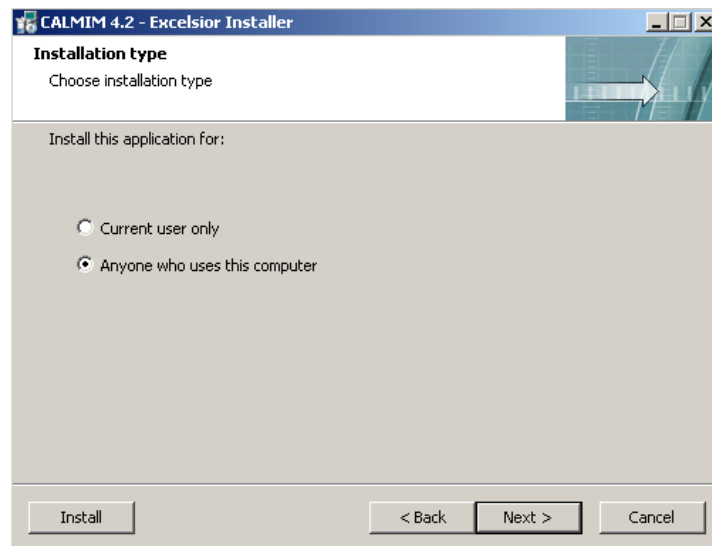 CALMIM 4.2 - Excelsior Installer
Installation type
Choose installation type
Install this application for:
Current user only
Anyone who uses this computer
Install
< Back
Next >
Cancel